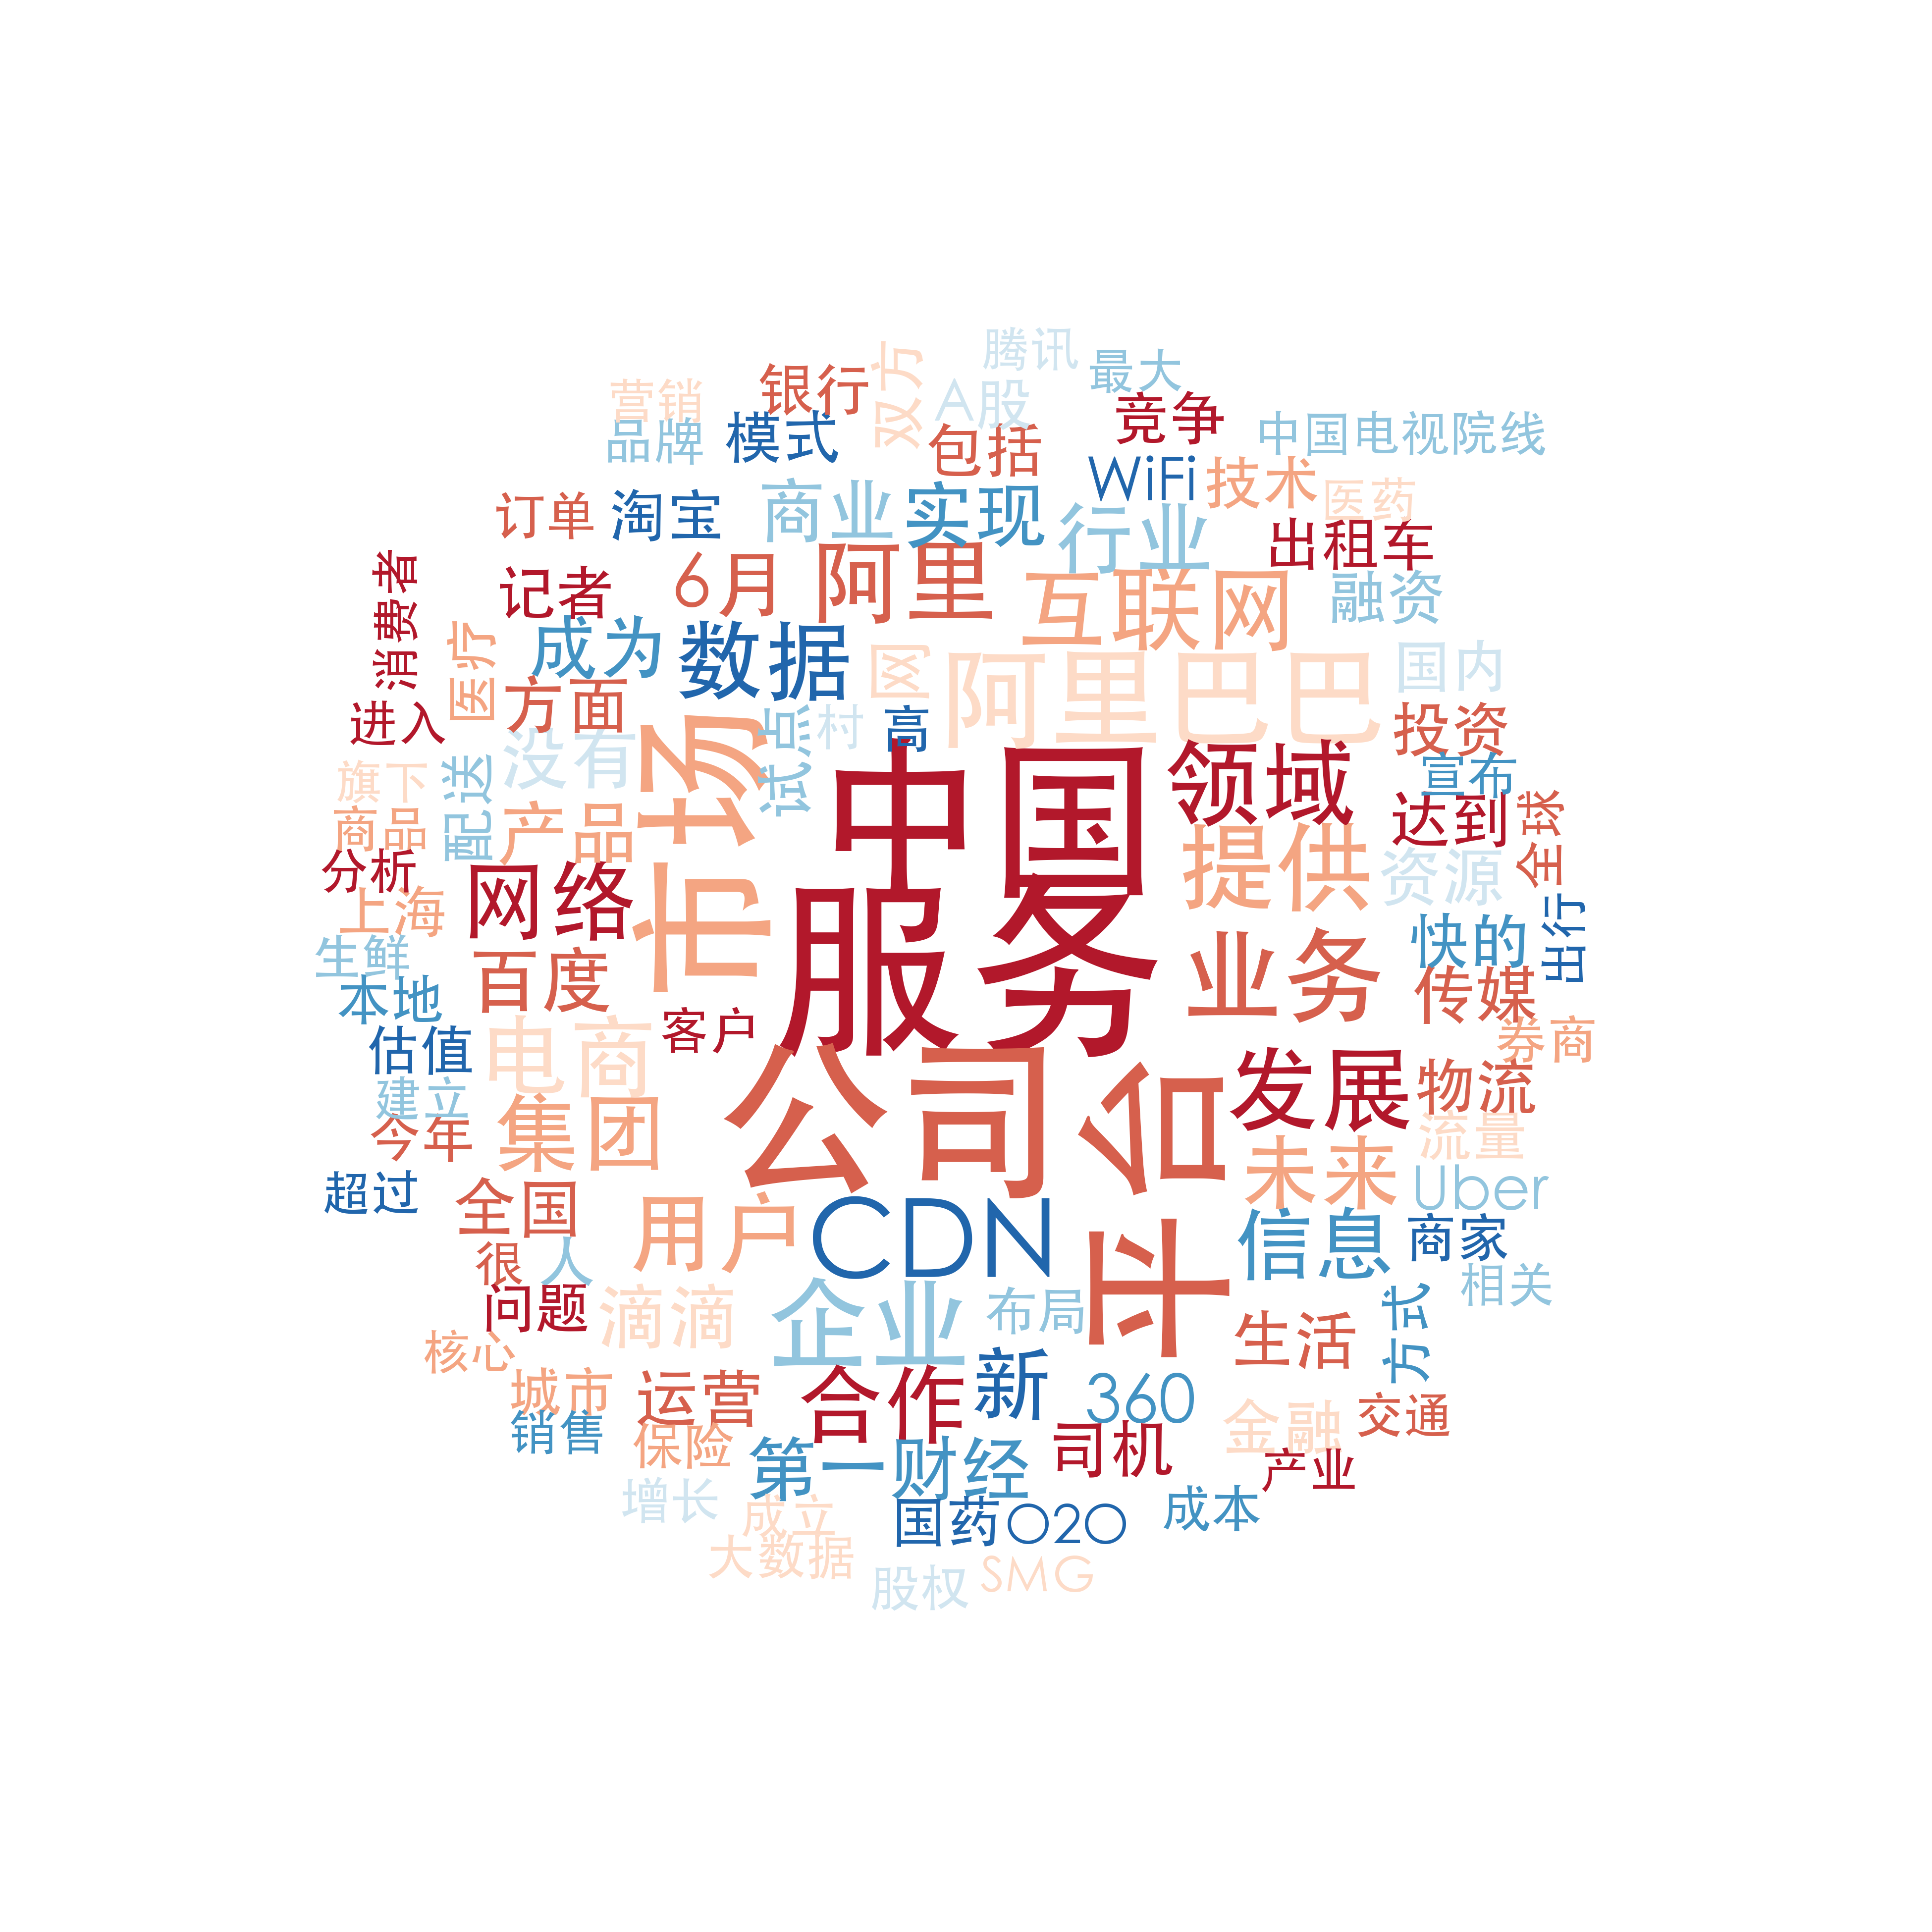 腾讯
最大
双方
银行
营销
A股
竞争
品牌
模式
包括
中国电视院线
WiFi
技术
医药
订单
淘宝
商业
实现
行业
出租车
消费者
记者
6月
阿里
互联网
融资
医疗
成为
数据
网
阿里巴巴
国内
进入
方面
市场
试点
村
高
投资
没有
中国
领域
宣布
旗下
配送
商品
产品
提供
达到
全球
分析
网络
服务
资源
上海
快的
出行
生鲜
百度
业务
传媒
本地
客户
券商
估值
电商
公司
平台
发展
物流
建立
今年
集团
流量
未来
超过
全国
用户
CDN
信息
Uber
商家
很
人
问题
滴滴
企业
布局
相关
核心
生活
方式
城市
运营
合作
新
360
金融
交通
销售
保险
第一财经
司机
产业
增长
成立
国药
O2O
成本
大数据
股权
SMG